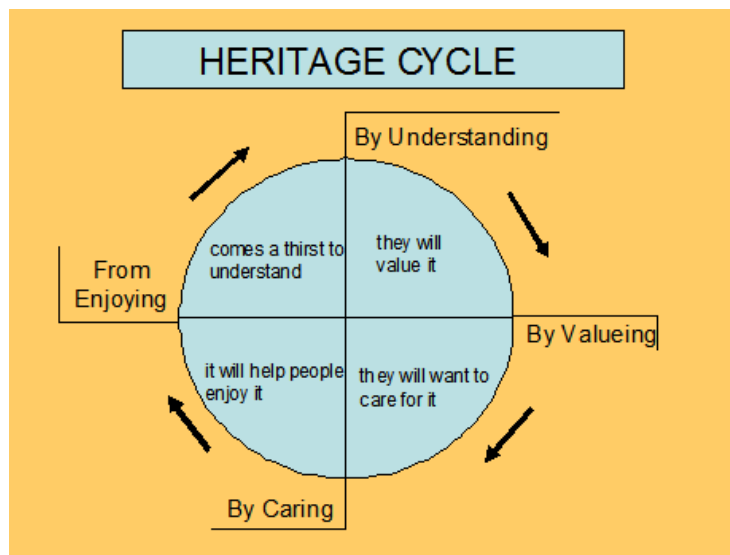 HERITAGE CYCLE
By Understanding
they will
value it
By Valueing
they will want to
care for it
By Caring
it will help people
enjoy it
From
Enjoying
comes a thirst to
understand